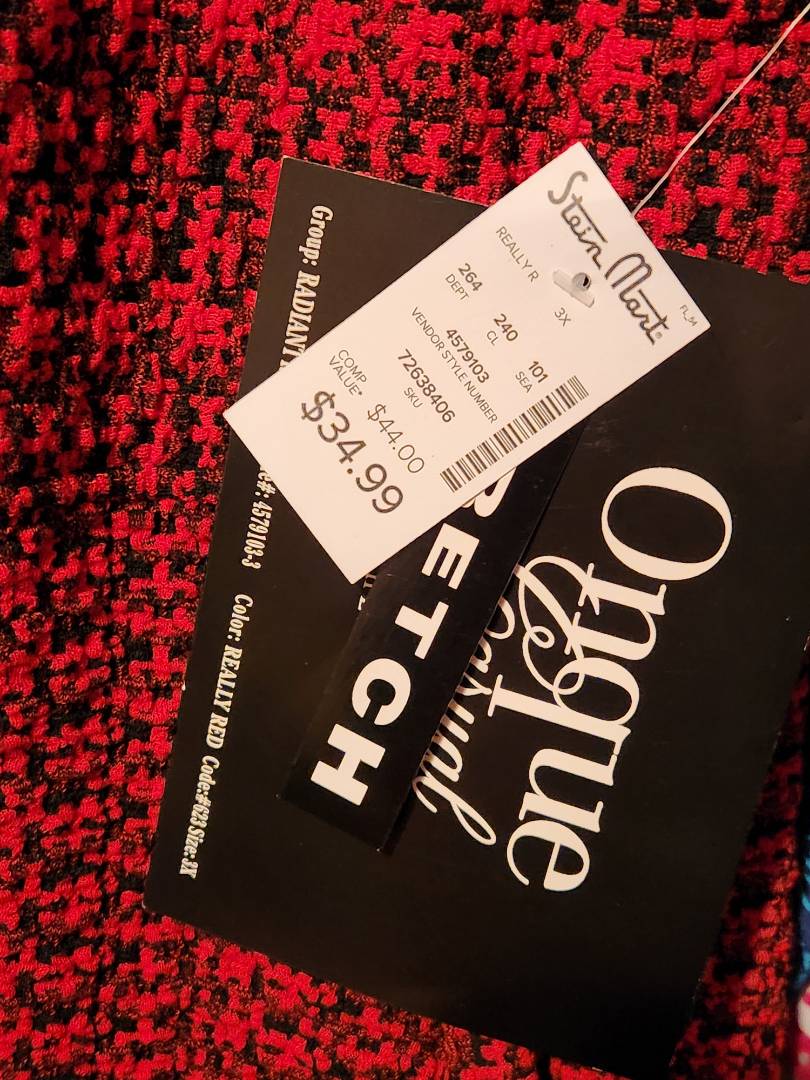 Stein Mart
FL_54
REALLY R 3X
264 240 101
DEPT CL SEA
4579103
VENDOR STYLE NUMBER
72638406
SKU
COMP. VALUE* $44.00
$34.99
Onque
Casual
ETCH
Group: RADIANT
4579103-3 Color: REALLY RED Code:#623 Size:3X